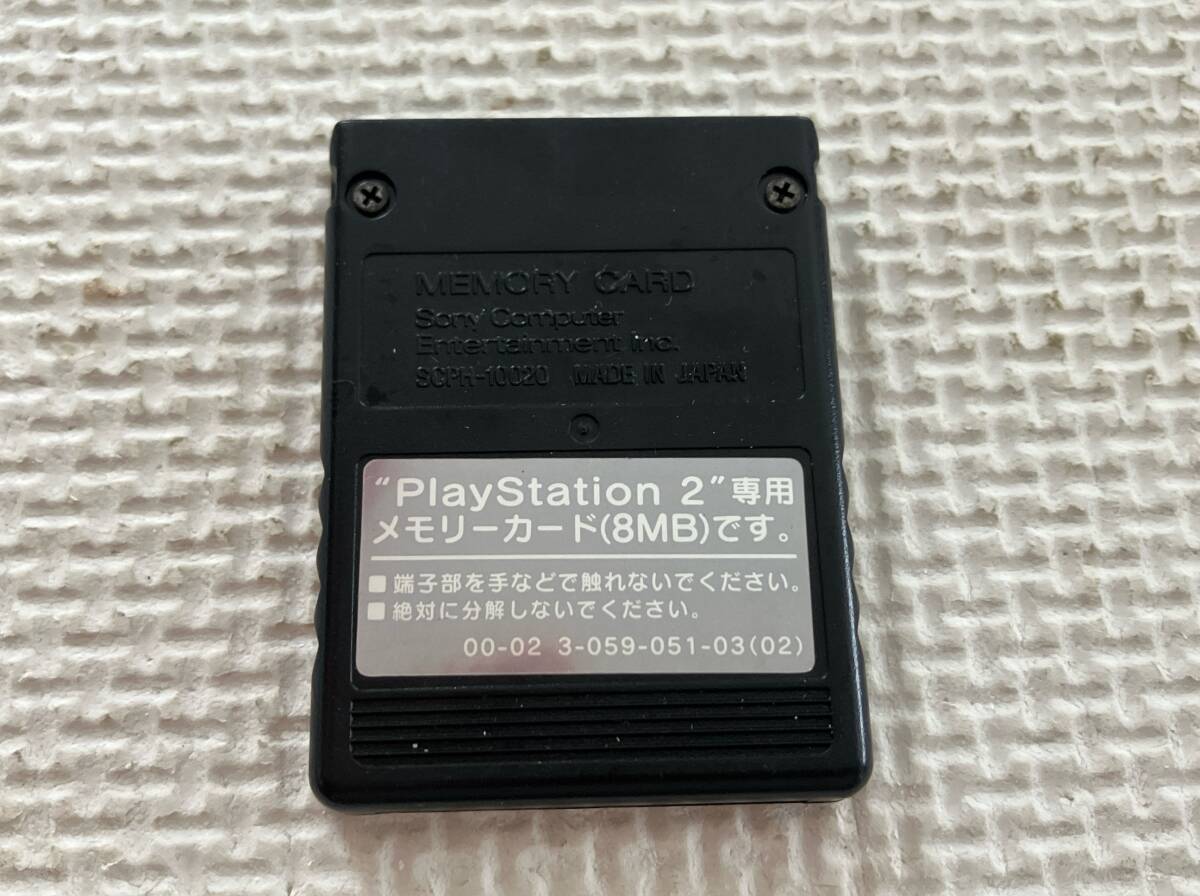 MEMORY CARD
Sony Computer
Entertainment Inc.
SCPH-10020 MADE IN JAPAN
“PlayStation 2”専用
メモリーカード(8MB)です。
■ 端子部を手などで触れないでください。
■ 絶対に分解しないでください。
00-02 3-059-051-03(02)